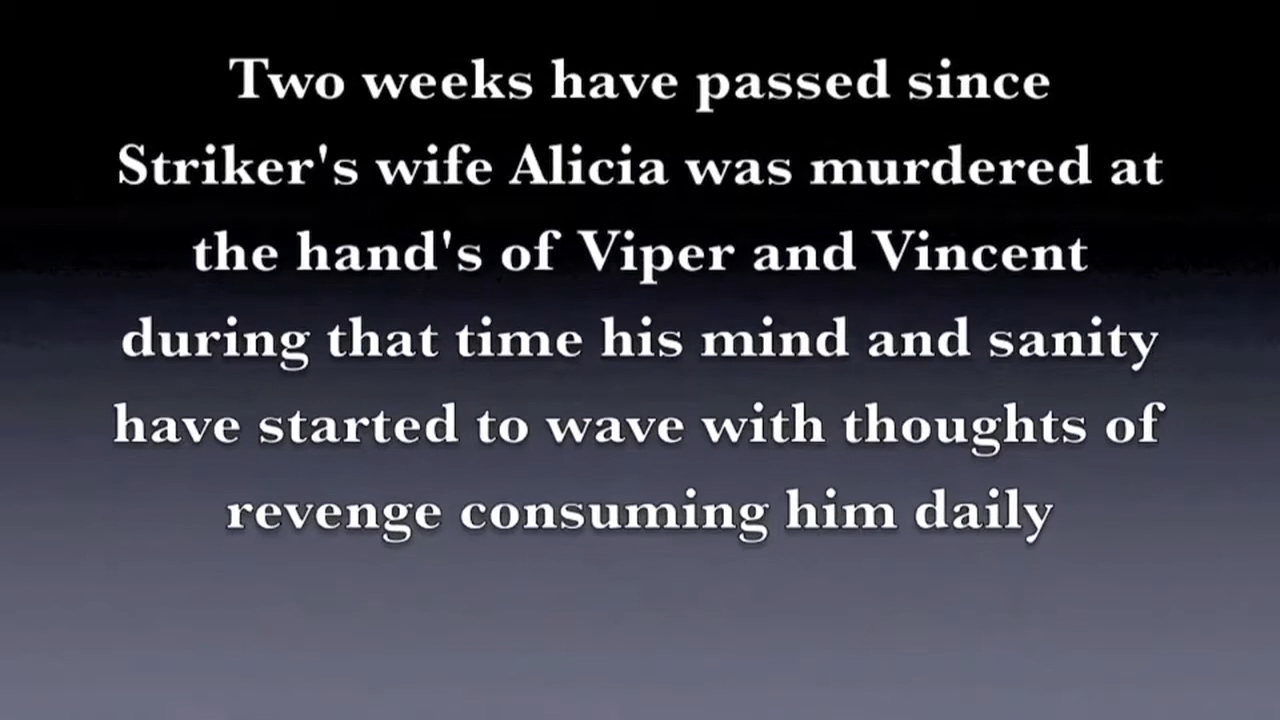 Two weeks have passed since
Striker's wife Alicia was murdered at
the hand's of Viper and Vincent
during that time his mind and sanity
have started to wave with thoughts of
revenge consuming him daily